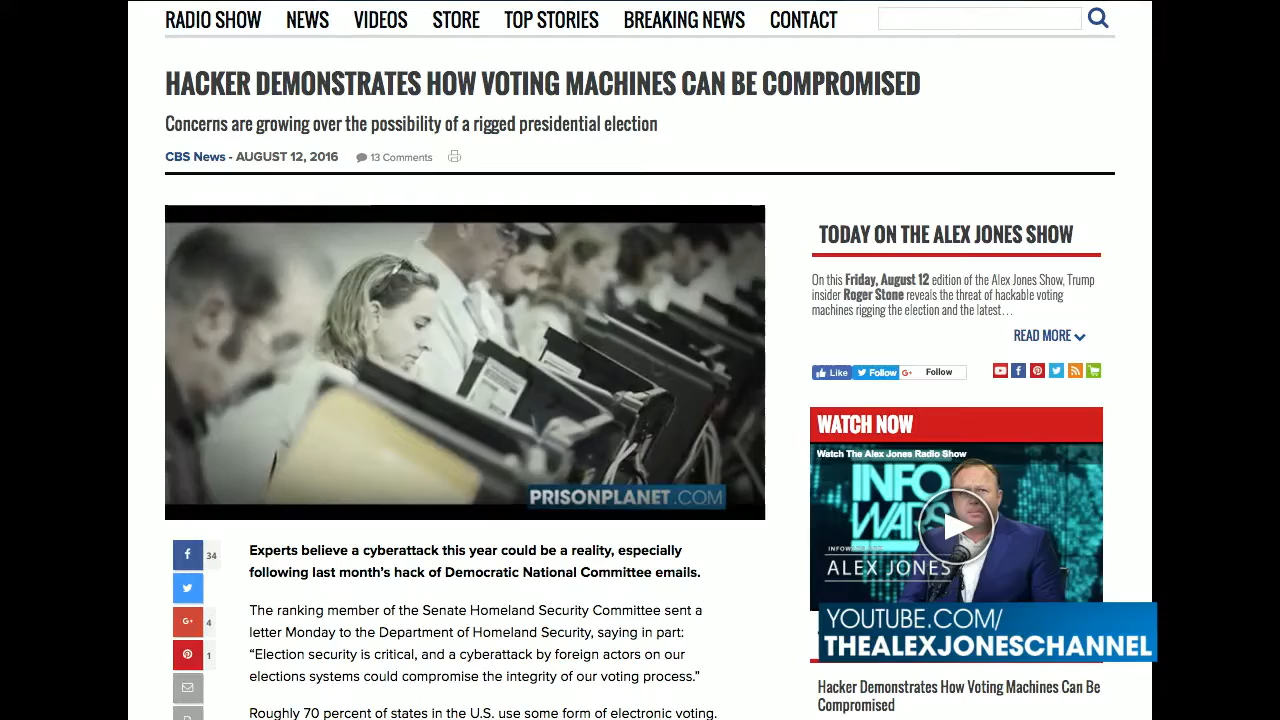 RADIO SHOW NEWS VIDEOS STORE TOP STORIES BREAKING NEWS CONTACT
HACKER DEMONSTRATES HOW VOTING MACHINES CAN BE COMPROMISED
Concerns are growing over the possibility of a rigged presidential election
CBS News - AUGUST 12, 2016 13 Comments
PRISONPLANET.COM
34
4
1
Experts believe a cyberattack this year could be a reality, especially
following last month’s hack of Democratic National Committee emails.
The ranking member of the Senate Homeland Security Committee sent a
letter Monday to the Department of Homeland Security, saying in part:
“Election security is critical, and a cyberattack by foreign actors on our
elections systems could compromise the integrity of our voting process.”
Roughly 70 percent of states in the U.S. use some form of electronic voting.
TODAY ON THE ALEX JONES SHOW
On this Friday, August 12 edition of the Alex Jones Show, Trump
insider Roger Stone reveals the threat of hackable voting
machines rigging the election and the latest…
READ MORE
Like Follow G+ Follow
WATCH NOW
Watch The Alex Jones Radio Show
INFO
WARS
ALEX JONES
YOUTUBE.COM/
THEALEXJONESCHANNEL
Hacker Demonstrates How Voting Machines Can Be
Compromised